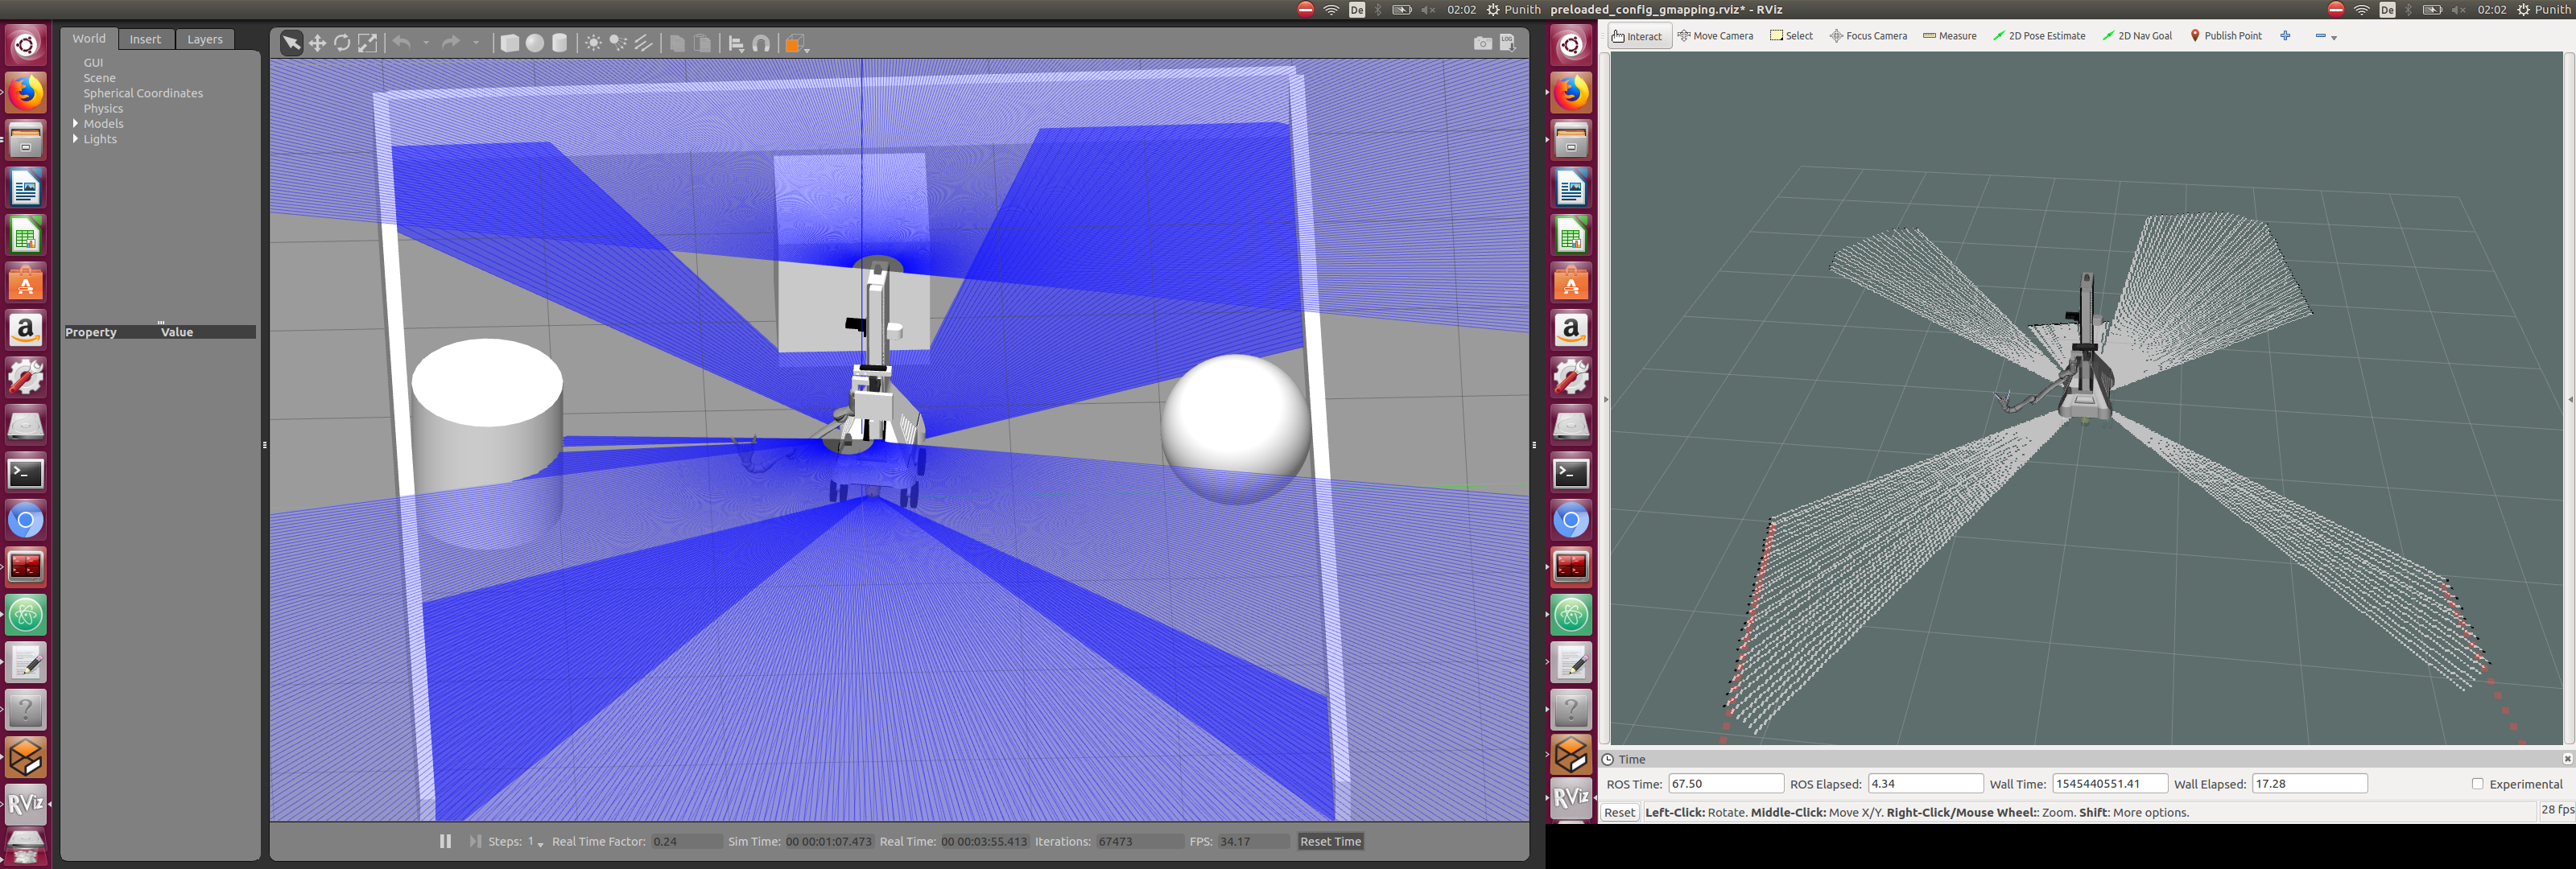 De 02:02 Punith
World Insert Layers
GUI
Scene
Spherical Coordinates
Physics
Models
Lights
Property Value
LOG
Steps: 1 Real Time Factor: 0.24 Sim Time: 00 00:01:07.473 Real Time: 00 00:03:55.413 Iterations: 67473 FPS: 34.17 Reset Time
preloaded_config_gmapping.rviz* - RViz De 02:02 Punith
Interact Move Camera Select Focus Camera Measure 2D Pose Estimate 2D Nav Goal Publish Point
Time
ROS Time: 67.50 ROS Elapsed: 4.34 Wall Time: 1545440551.41 Wall Elapsed: 17.28 Experimental
Reset Left-Click: Rotate. Middle-Click: Move X/Y. Right-Click/Mouse Wheel:: Zoom. Shift: More options. 28 fps
RViz
RViz